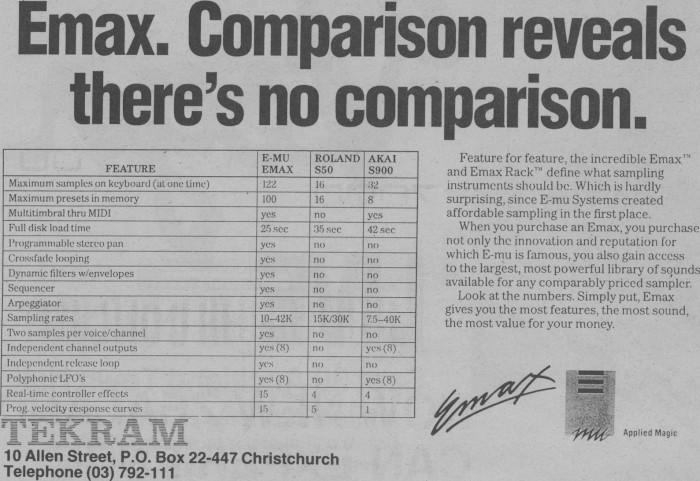 Emax. Comparison reveals
there's no comparison.
FEATURE E-MU EMAX ROLAND S50 AKAI S900
Maximum samples on keyboard (at one time) 122 16 32
Maximum presets in memory 100 16 8
Multitimbral thru MIDI yes no yes
Full disk load time 25 sec 35 sec 42 sec
Programmable stereo pan yes no no
Crossfade looping yes no no
Dynamic filters w/envelopes yes no no
Sequencer yes no no
Arpeggiator yes no no
Sampling rates 10–42K 15K/30K 7.5–40K
Two samples per voice/channel yes no no
Independent channel outputs yes (8) no yes (8)
Independent release loop yes no no
Polyphonic LFO's yes (8) no yes (8)
Real-time controller effects 15 4 4
Prog. velocity response curves 15 5 1
Feature for feature, the incredible Emax™
and Emax Rack™ define what sampling
instruments should be. Which is hardly
surprising, since E-mu Systems created
affordable sampling in the first place.
When you purchase an Emax, you purchase
not only the innovation and reputation for
which E-mu is famous, you also gain access
to the largest, most powerful library of sounds
available for any comparably priced sampler.
Look at the numbers. Simply put, Emax
gives you the most features, the most sound,
the most value for your money.
Emax
mu
Applied Magic
TEKRAM
10 Allen Street, P.O. Box 22-447 Christchurch
Telephone (03) 792-111